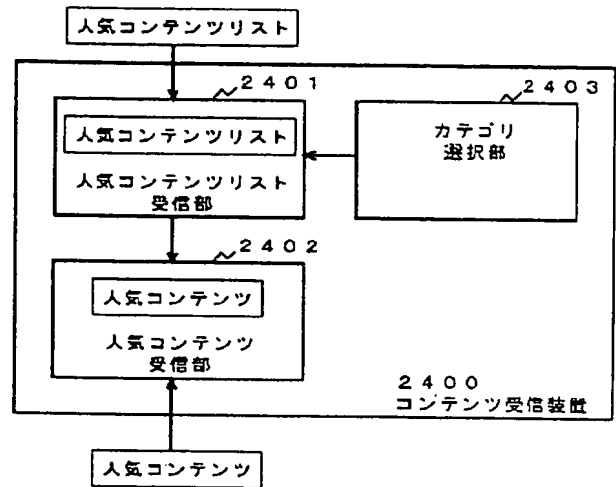 人気コンテンツリスト
2401
2403
人気コンテンツリスト
カテゴリ
選択部
人気コンテンツリスト
受信部
2402
人気コンテンツ
人気コンテンツ
受信部
2400
コンテンツ受信装置
人気コンテンツ